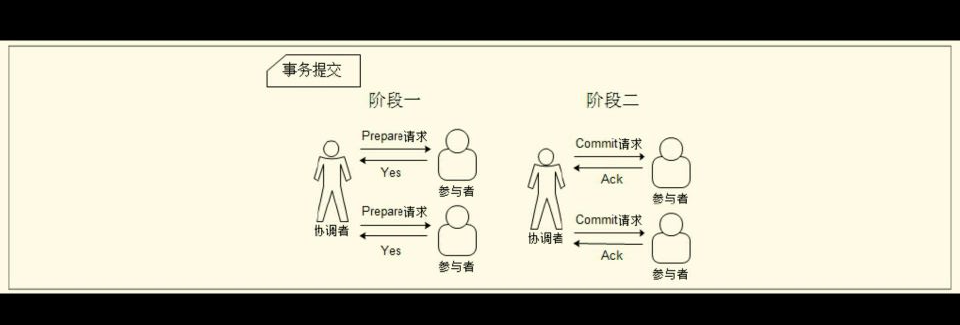 事务提交
阶段一
阶段二
Prepare请求
Yes
参与者
Prepare请求
Yes
协调者
参与者
Commit请求
Ack
参与者
Commit请求
Ack
协调者
参与者